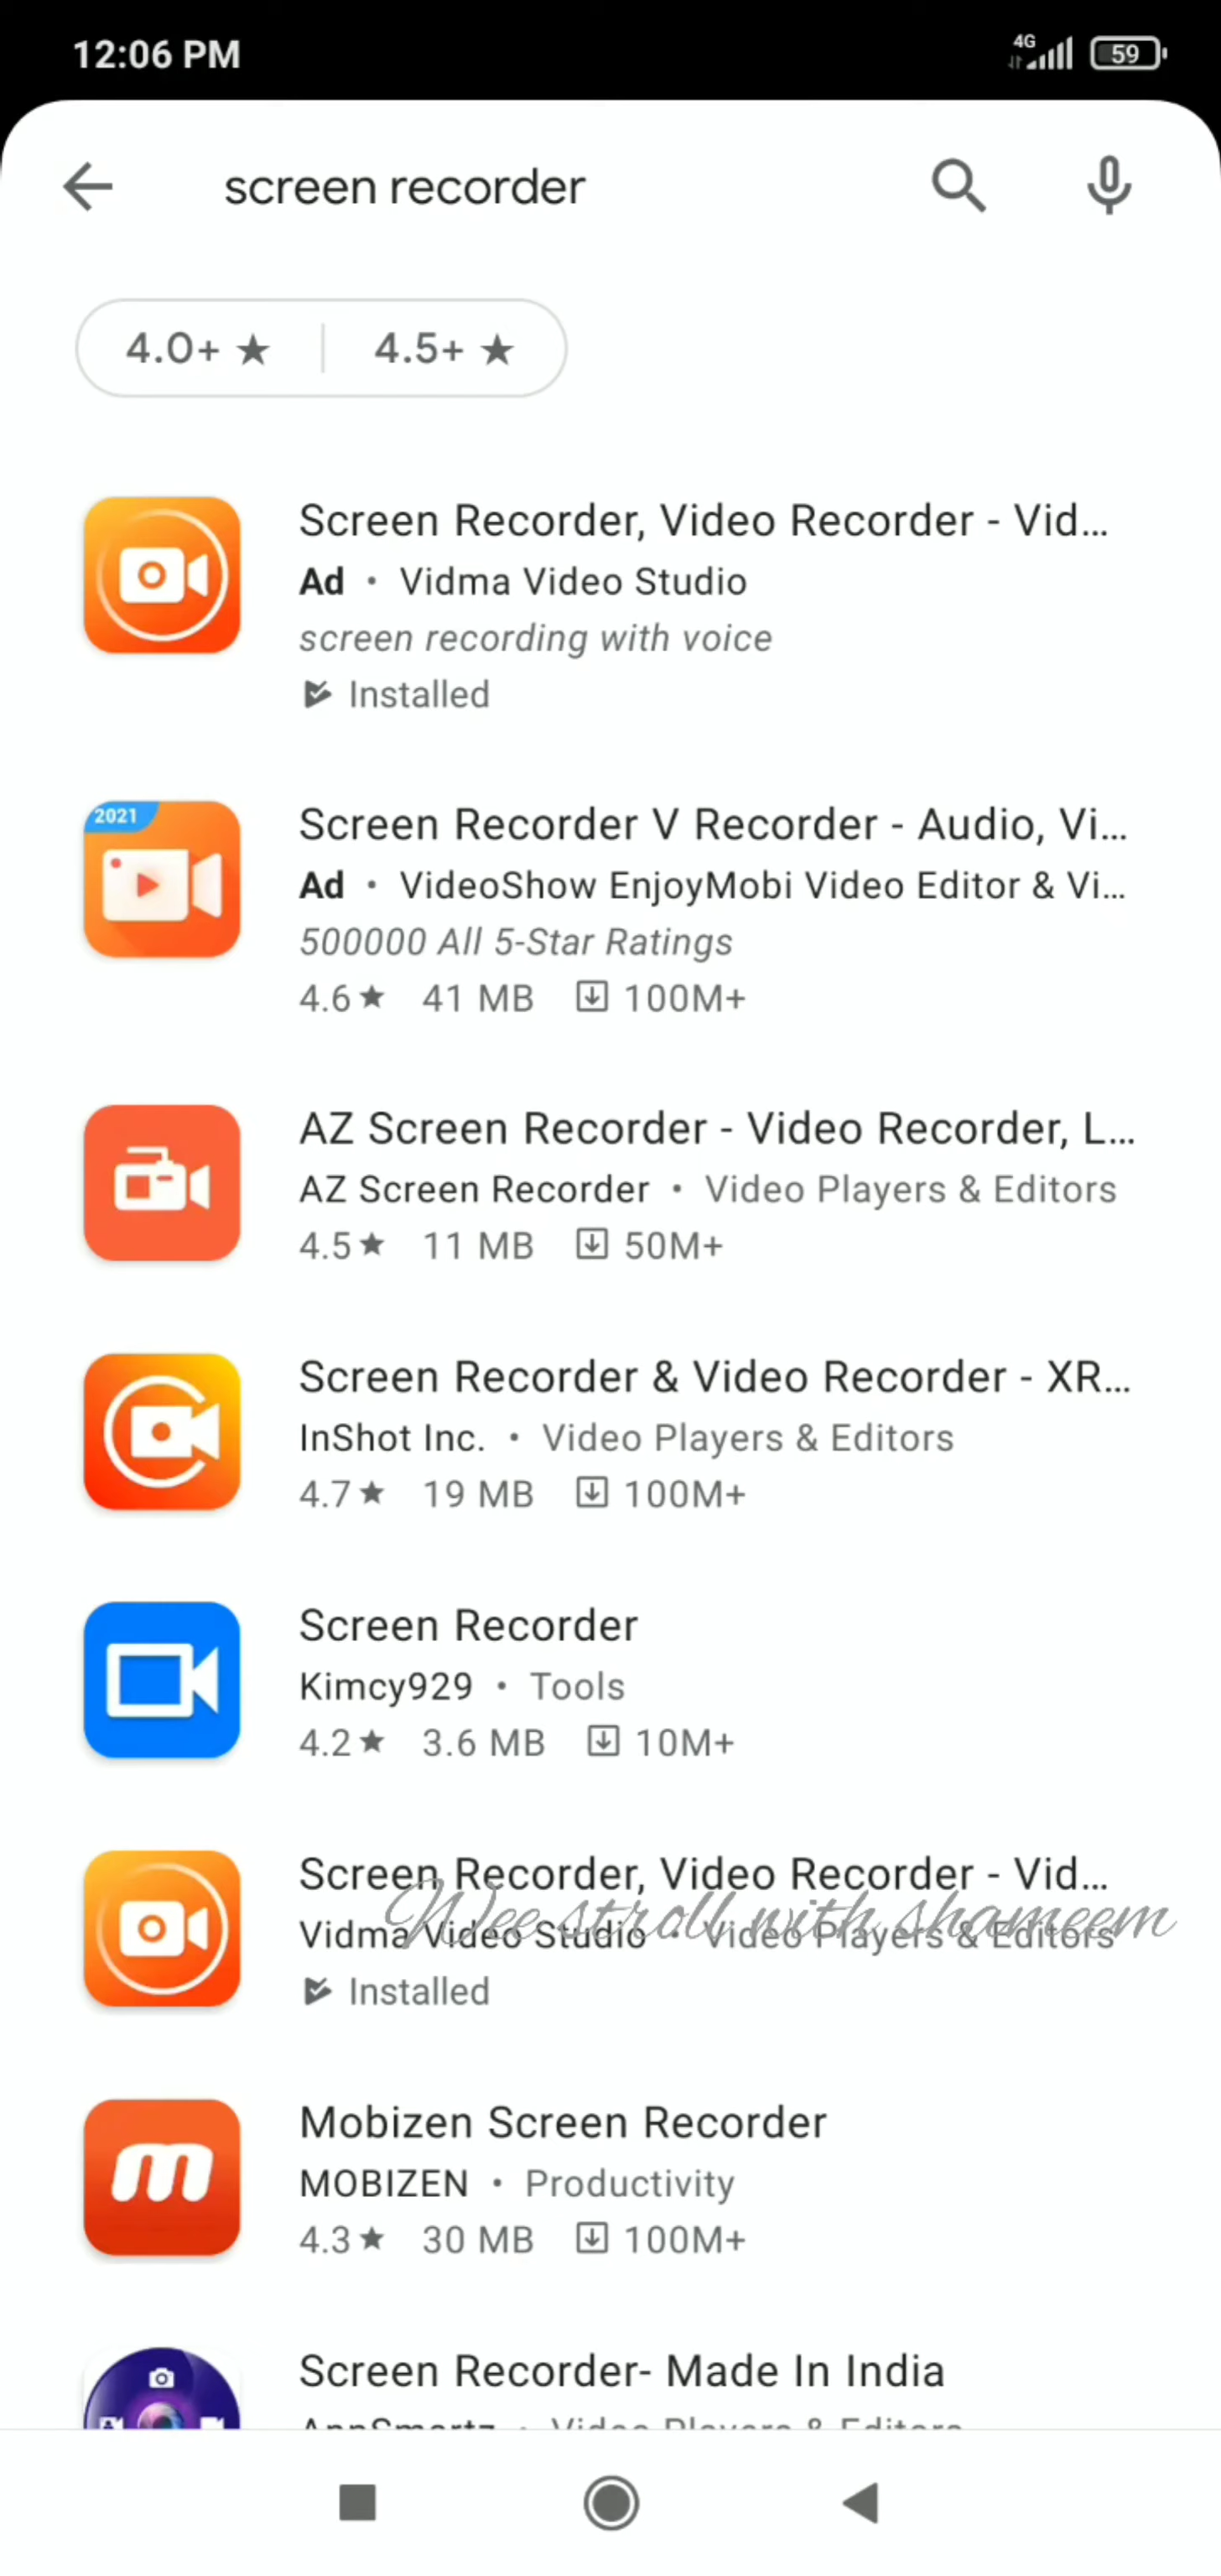 12:06 PM
4G
59
screen recorder
4.0+ ★ 4.5+ ★
2021
Screen Recorder, Video Recorder - Vid...
Ad • Vidma Video Studio
screen recording with voice
Installed
Screen Recorder V Recorder - Audio, Vi...
Ad • VideoShow EnjoyMobi Video Editor & Vi...
500000 All 5-Star Ratings
4.6 ★ 41 MB 100M+
AZ Screen Recorder - Video Recorder, L...
AZ Screen Recorder • Video Players & Editors
4.5 ★ 11 MB 50M+
Screen Recorder & Video Recorder - XR...
InShot Inc. • Video Players & Editors
4.7 ★ 19 MB 100M+
Screen Recorder
Kimcy929 • Tools
4.2 ★ 3.6 MB 10M+
Screen Recorder, Video Recorder - Vid...
Wee stroll with shameem
Vidma Video Studio • Video Players & Editors
Installed
m
Mobizen Screen Recorder
MOBIZEN • Productivity
4.3 ★ 30 MB 100M+
Screen Recorder- Made In India
AppSmartz • Video Players & Editors